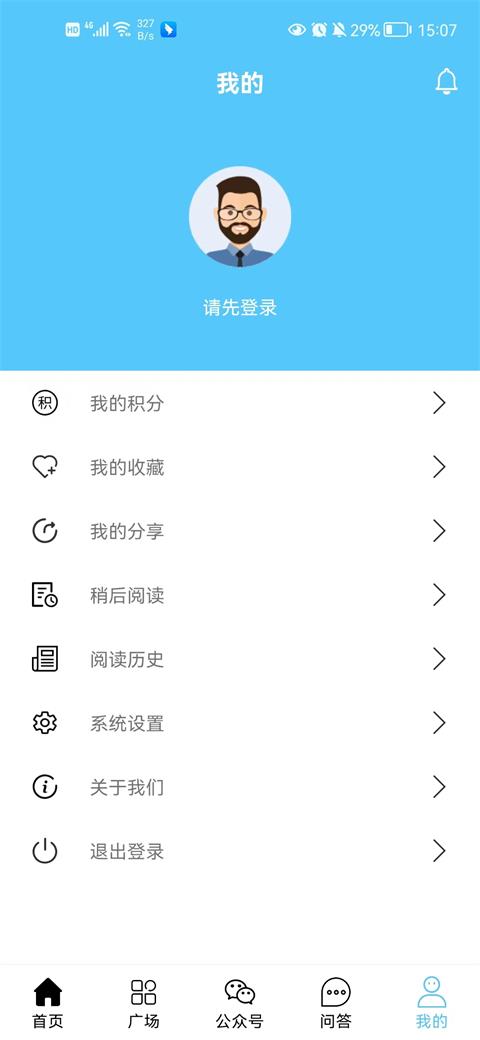 HD 4G 327 B/s 29% 15:07
我的
请先登录
积 我的积分
我的收藏
我的分享
稍后阅读
阅读历史
系统设置
关于我们
退出登录
首页 广场 公众号 问答 我的